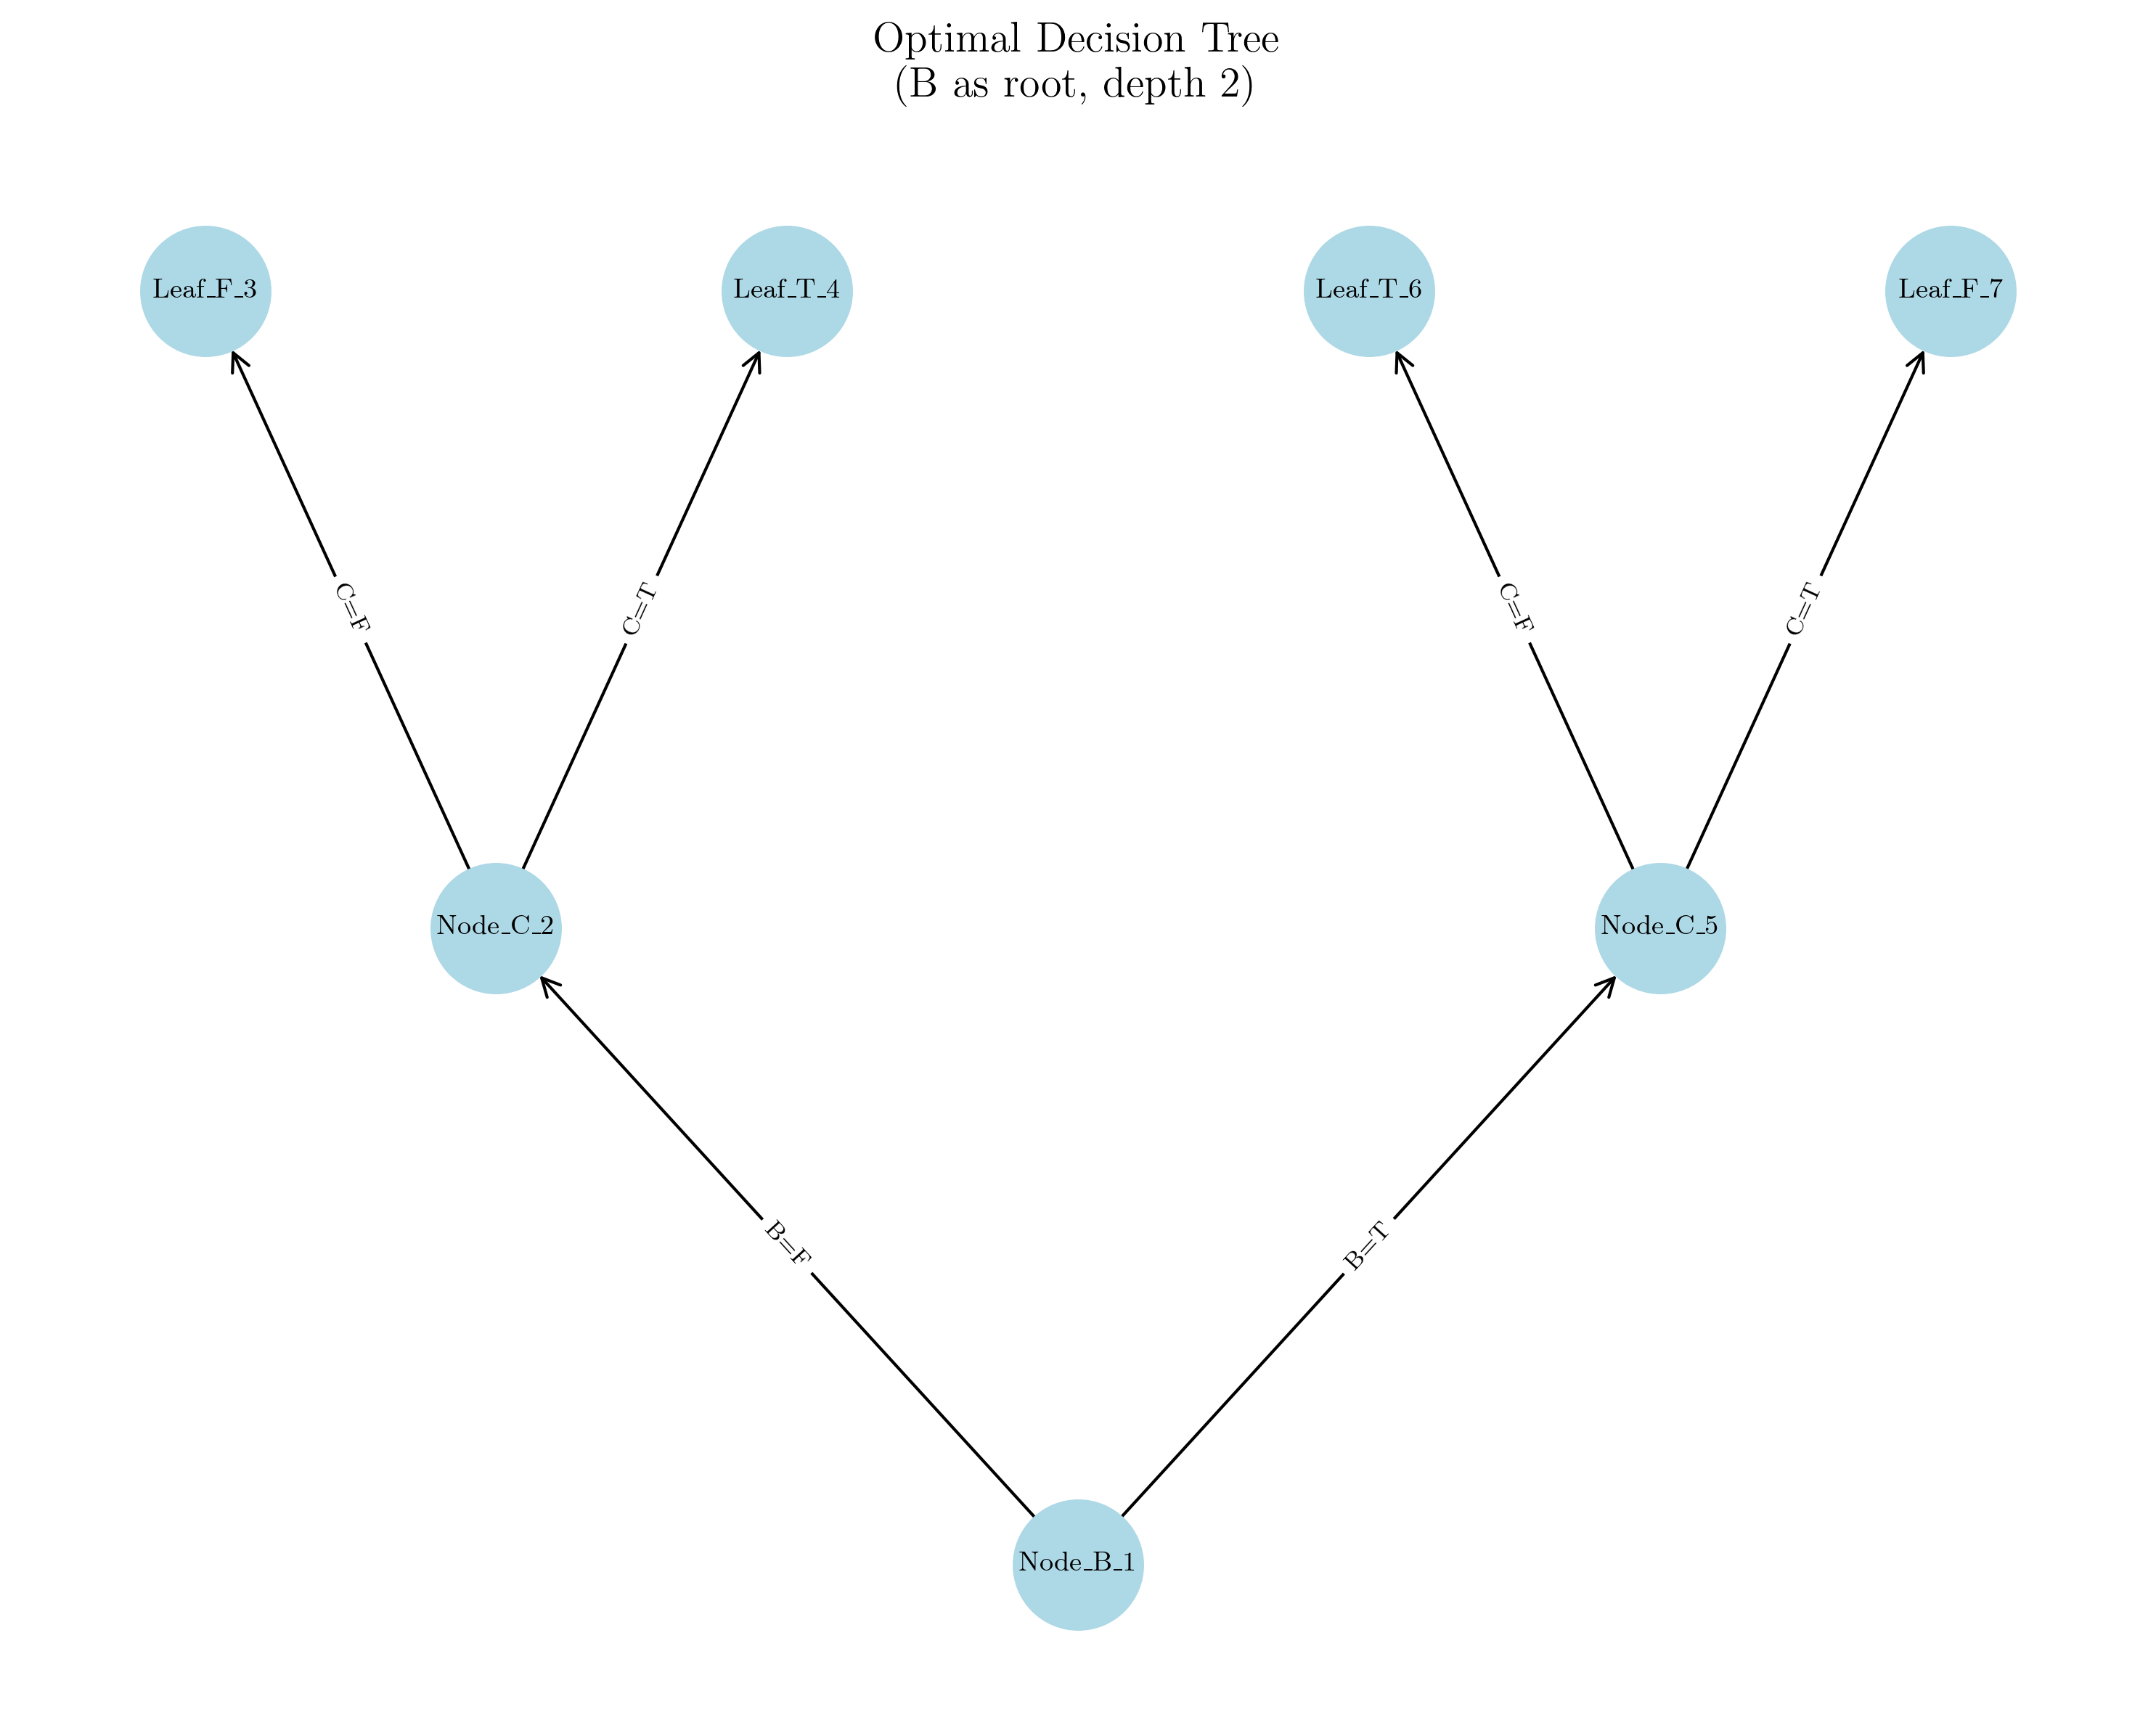 Optimal Decision Tree
(B as root, depth 2)
Leaf_F_3
Leaf_T_4
Leaf_T_6
Leaf_F_7
C=F
C=T
C=F
C=T
Node_C_2
Node_C_5
B=F
B=T
Node_B_1